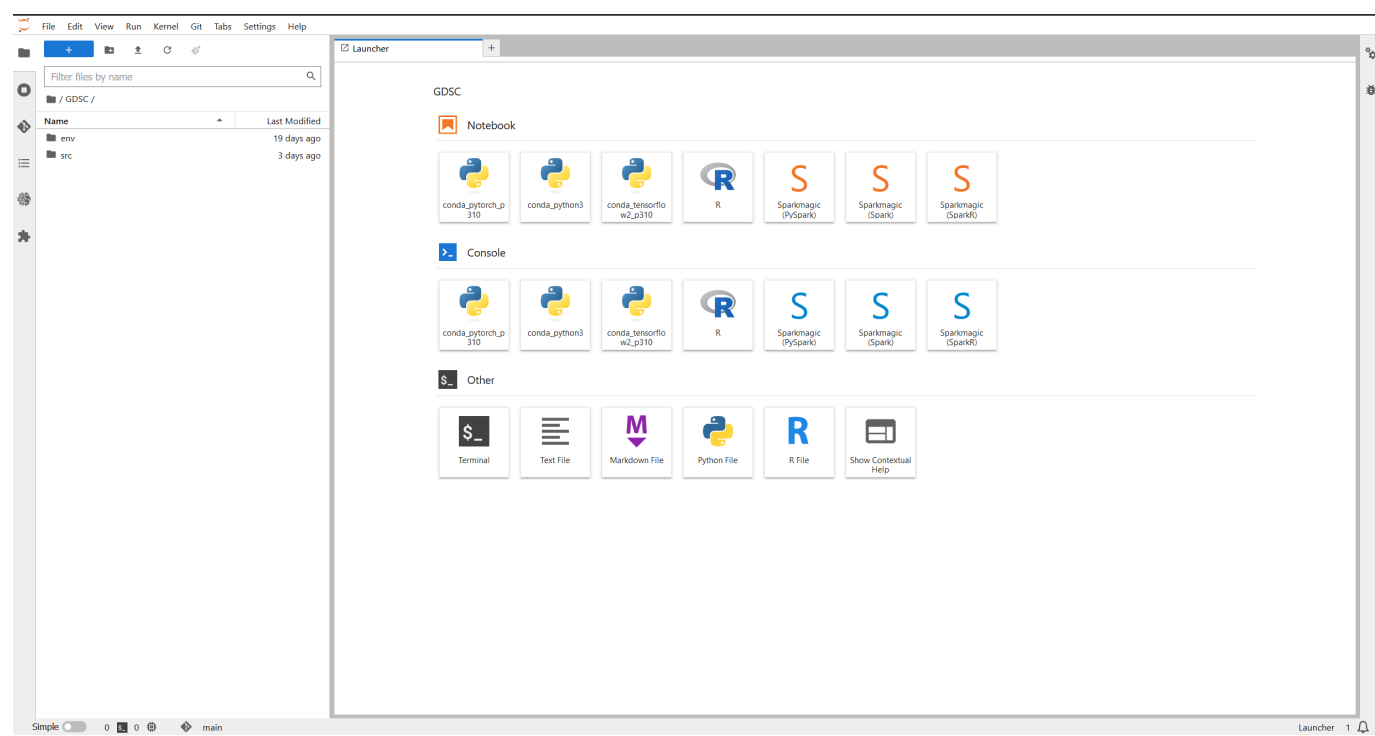 File Edit View Run Kernel Git Tabs Settings Help
+
Launcher
+
Filter files by name
/ GDSC /
Name Last Modified
env 19 days ago
src 3 days ago
GDSC
Notebook
conda_pytorch_p
310
conda_python3
conda_tensorflo
w2_p310
R
R
S
Sparkmagic
(PySpark)
S
Sparkmagic
(Spark)
S
Sparkmagic
(SparkR)
>_ Console
conda_pytorch_p
310
conda_python3
conda_tensorflo
w2_p310
R
R
S
Sparkmagic
(PySpark)
S
Sparkmagic
(Spark)
S
Sparkmagic
(SparkR)
$_ Other
$_
Terminal
Text File
M
Markdown File
Python File
R
R File
Show Contextual
Help
Simple 0 $_ 0 main Launcher 1